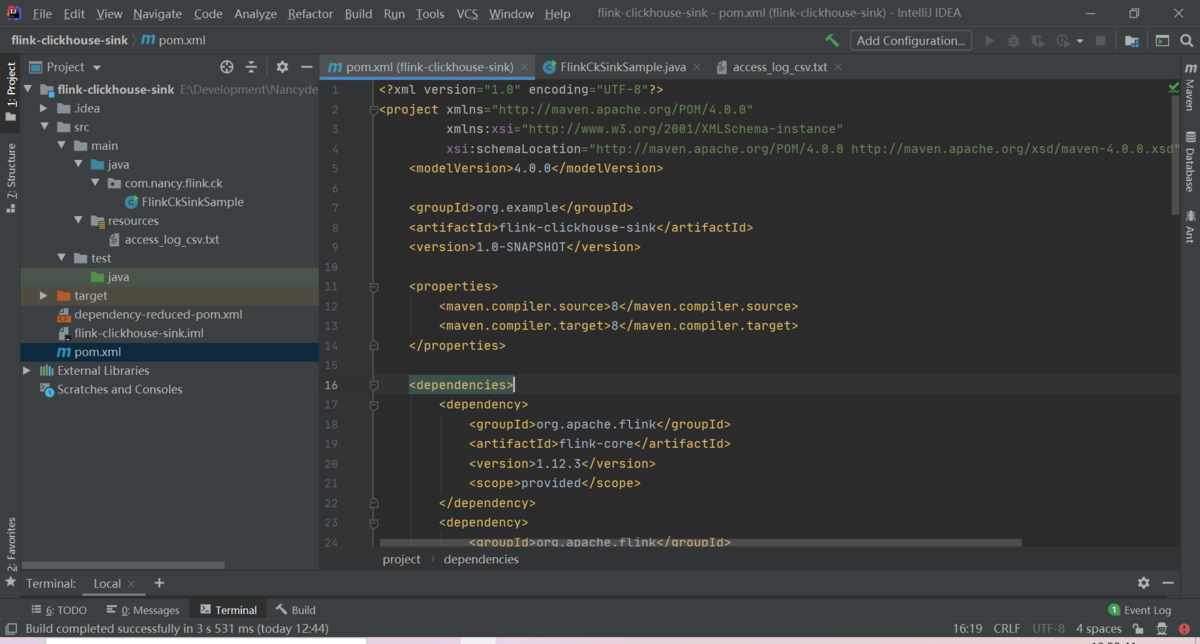 File Edit View Navigate Code Analyze Refactor Build Run Tools VCS Window Help flink-clickhouse-sink - pom.xml (flink-clickhouse-sink) - IntelliJ IDEA
flink-clickhouse-sink m pom.xml Add Configuration...
1: Project
7: Structure
2: Favorites
Project
flink-clickhouse-sink E:\Development\Nancyde
.idea
src
main
java
com.nancy.flink.ck
FlinkCkSinkSample
resources
access_log_csv.txt
test
java
target
dependency-reduced-pom.xml
flink-clickhouse-sink.iml
m pom.xml
External Libraries
Scratches and Consoles
m pom.xml (flink-clickhouse-sink) FlinkCkSinkSample.java access_log_csv.txt
1 <?xml version="1.0" encoding="UTF-8"?>
2 <project xmlns="http://maven.apache.org/POM/4.0.0"
3 xmlns:xsi="http://www.w3.org/2001/XMLSchema-instance"
4 xsi:schemaLocation="http://maven.apache.org/POM/4.0.0 http://maven.apache.org/xsd/maven-4.0.0.xsd"
5 <modelVersion>4.0.0</modelVersion>
6
7 <groupId>org.example</groupId>
8 <artifactId>flink-clickhouse-sink</artifactId>
9 <version>1.0-SNAPSHOT</version>
10
11 <properties>
12 <maven.compiler.source>8</maven.compiler.source>
13 <maven.compiler.target>8</maven.compiler.target>
14 </properties>
15
16 <dependencies>
17 <dependency>
18 <groupId>org.apache.flink</groupId>
19 <artifactId>flink-core</artifactId>
20 <version>1.12.3</version>
21 <scope>provided</scope>
22 </dependency>
23 <dependency>
24 <groupId>org.apache.flink</groupId>
project dependencies
m Maven
Database
Ant
Terminal: Local +
6: TODO 0: Messages Terminal Build 1 Event Log
Build completed successfully in 3 s 531 ms (today 12:44) 16:19 CRLF UTF-8 4 spaces